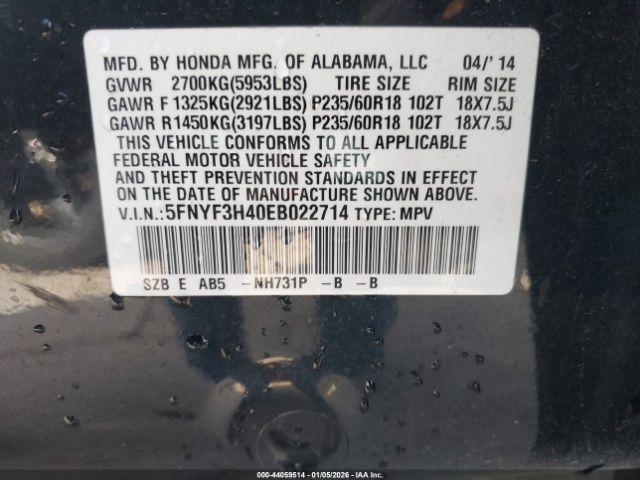 MFD. BY HONDA MFG. OF ALABAMA, LLC 04/'14
GVWR 2700KG(5953LBS) TIRE SIZE RIM SIZE
GAWR F 1325KG(2921LBS) P235/60R18 102T 18X7.5J
GAWR R 1450KG(3197LBS) P235/60R18 102T 18X7.5J
THIS VEHICLE CONFORMS TO ALL APPLICABLE
FEDERAL MOTOR VEHICLE SAFETY
AND THEFT PREVENTION STANDARDS IN EFFECT
ON THE DATE OF MANUFACTURE SHOWN ABOVE.
V.I.N.:5FNYF3H40EB022714 TYPE: MPV
SZB E AB5 -NH731P -B -B
000-44059514 - 01/05/2026 - IAA Inc. - Copart